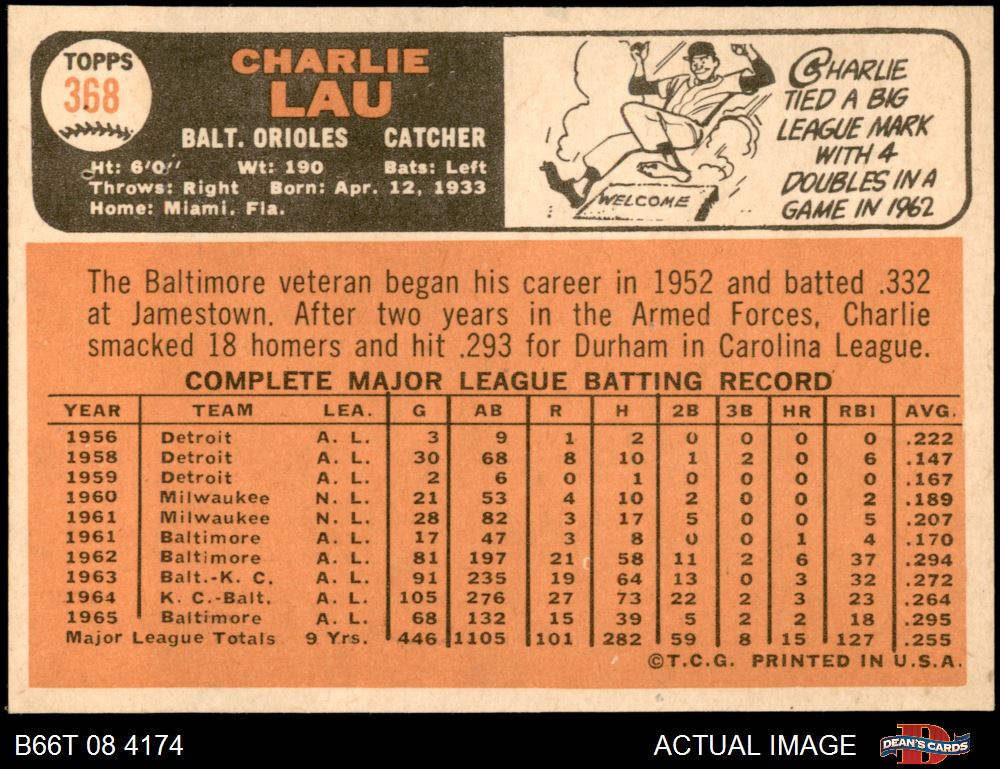 TOPPS
368
CHARLIE
LAU
BALT. ORIOLES CATCHER
Ht: 6'0" Wt: 190 Bats: Left
Throws: Right Born: Apr. 12, 1933
Home: Miami, Fla.
WELCOME
CHARLIE
TIED A BIG
LEAGUE MARK
WITH 4
DOUBLES IN A
GAME IN 1962
The Baltimore veteran began his career in 1952 and batted .332
at Jamestown. After two years in the Armed Forces, Charlie
smacked 18 homers and hit .293 for Durham in Carolina League.
COMPLETE MAJOR LEAGUE BATTING RECORD
YEAR TEAM LEA. G AB R H 2B 3B HR RBI AVG.
1956 Detroit A. L. 3 9 1 2 0 0 0 0 .222
1958 Detroit A. L. 30 68 8 10 1 2 0 6 .147
1959 Detroit A. L. 2 6 0 1 0 0 0 0 .167
1960 Milwaukee N. L. 21 53 4 10 2 0 0 2 .189
1961 Milwaukee N. L. 28 82 3 17 5 0 0 5 .207
1961 Baltimore A. L. 17 47 3 8 0 0 1 4 .170
1962 Baltimore A. L. 81 197 21 58 11 2 6 37 .294
1963 Balt.-K. C. A. L. 91 235 19 64 13 0 3 32 .272
1964 K. C.-Balt. A. L. 105 276 27 73 22 2 3 23 .264
1965 Baltimore A. L. 68 132 15 39 5 2 2 18 .295
Major League Totals 9 Yrs. 446 1105 101 282 59 8 15 127 .255
©T.C.G. PRINTED IN U.S.A.
B66T 08 4174 ACTUAL IMAGE
D
DEAN'S CARDS